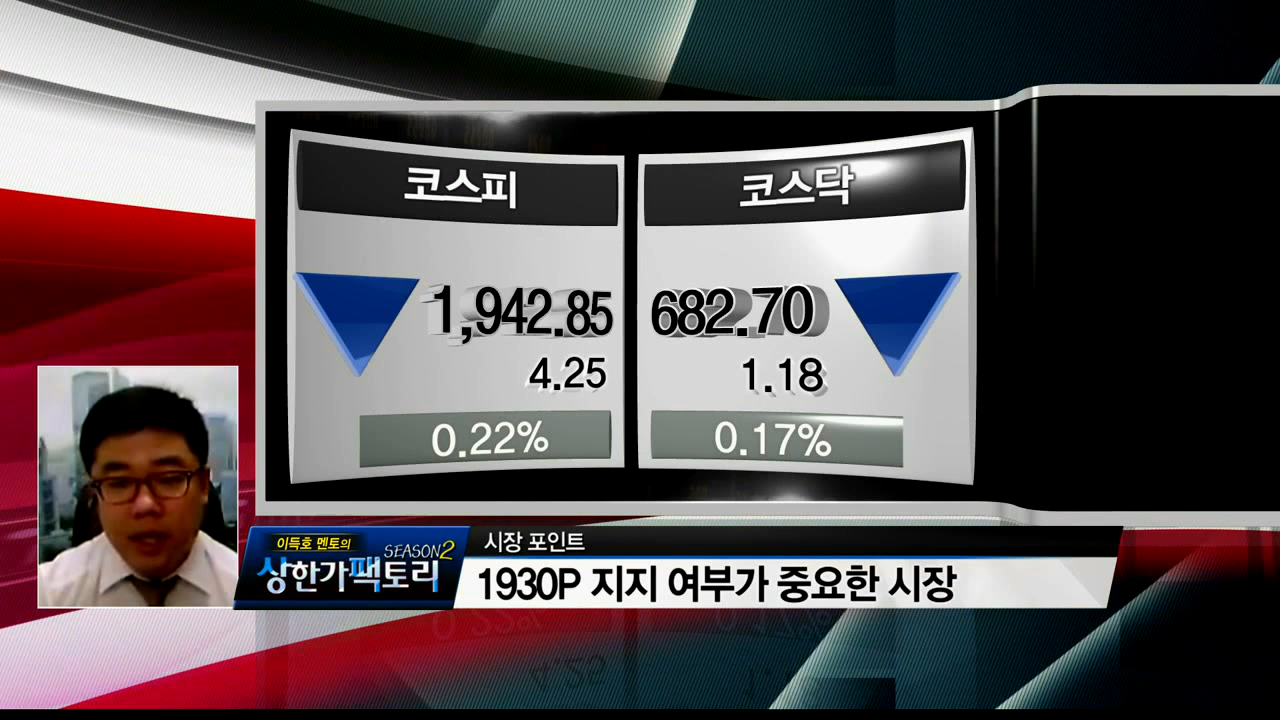 코스피
1,942.85
4.25
0.22%
코스닥
682.70
1.18
0.17%
이득호 멘토의
SEASON2
상한가팩토리
시장 포인트
1930P 지지 여부가 중요한 시장